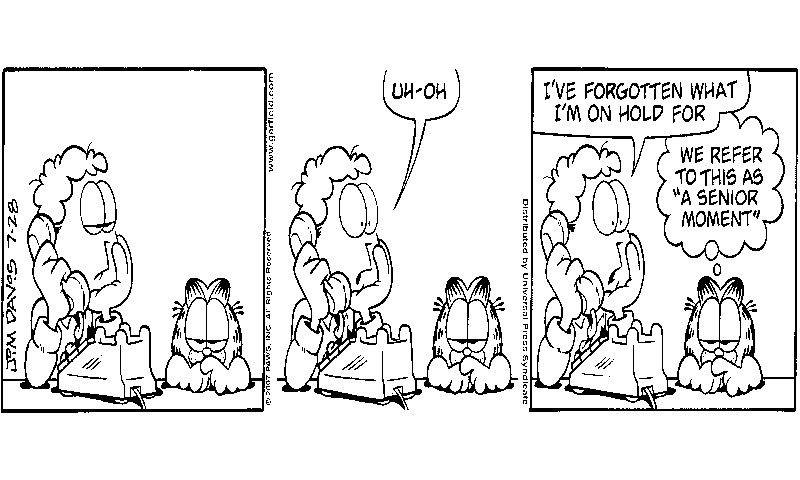 JIM DAVIS 7-28
www.garfield.com
© 2007 PAWS, INC. All Rights Reserved
UH-OH
Distributed by Universal Press Syndicate
I'VE FORGOTTEN WHAT
I'M ON HOLD FOR
WE REFER
TO THIS AS
"A SENIOR
MOMENT"